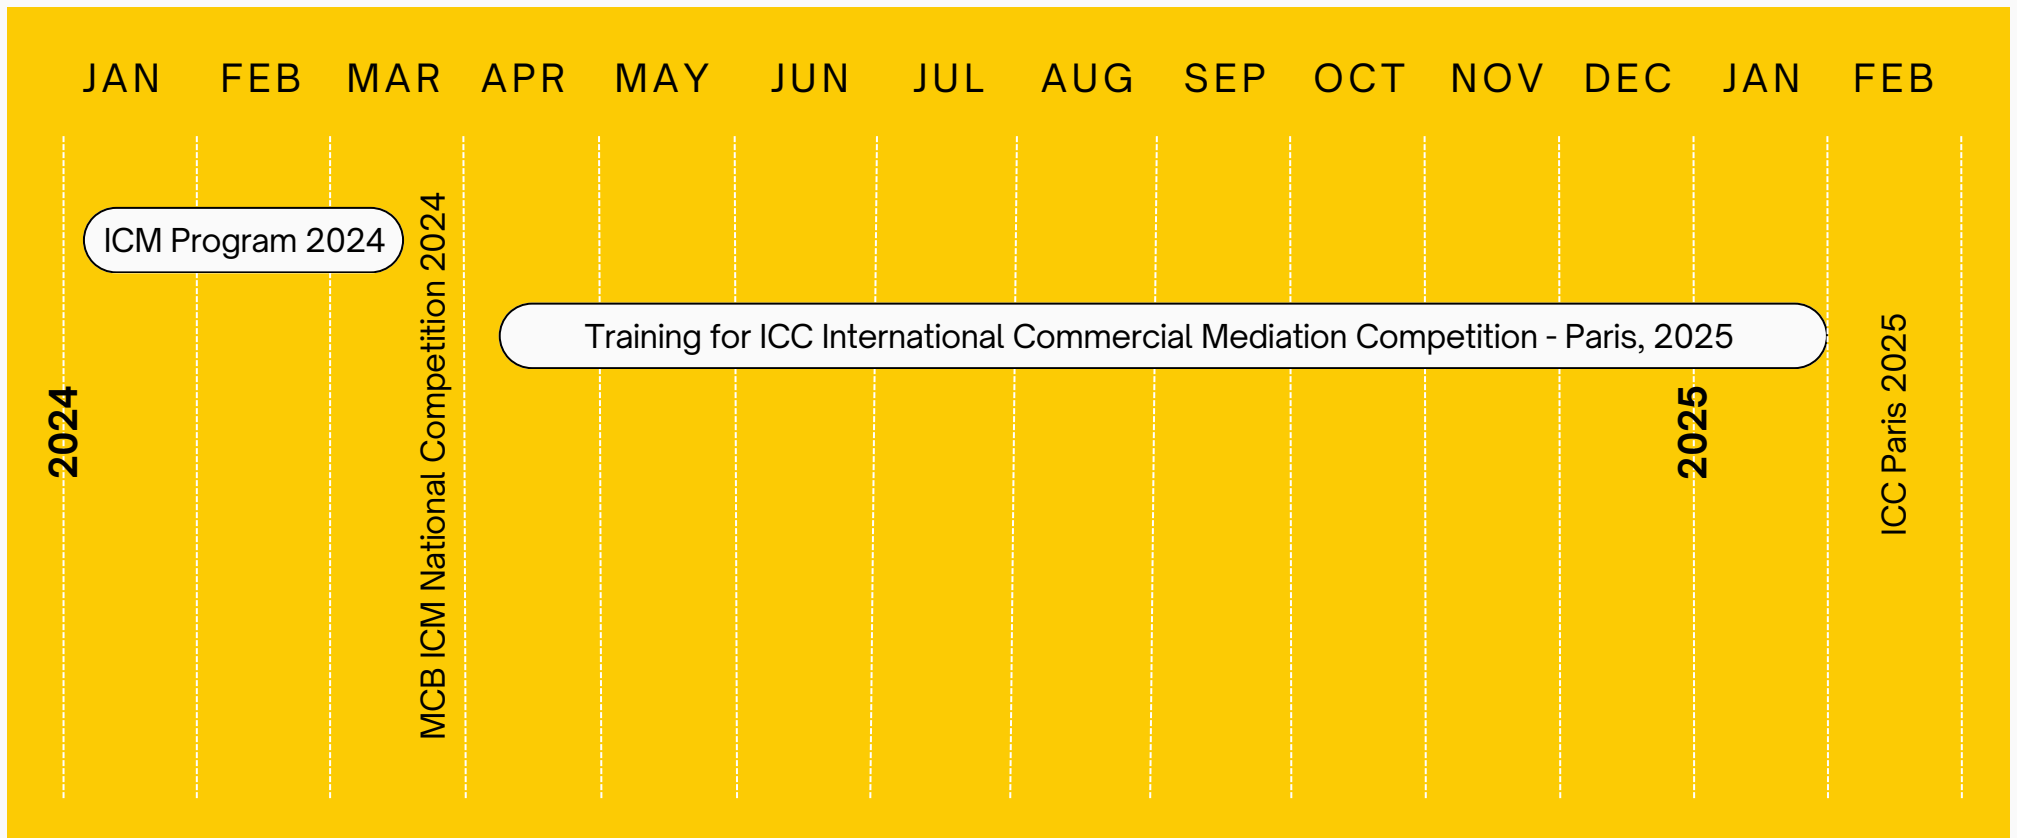 JAN FEB MAR APR MAY JUN JUL AUG SEP OCT NOV DEC JAN FEB
ICM Program 2024
MCB ICM National Competition 2024
Training for ICC International Commercial Mediation Competition - Paris, 2025
2024
2025
ICC Paris 2025